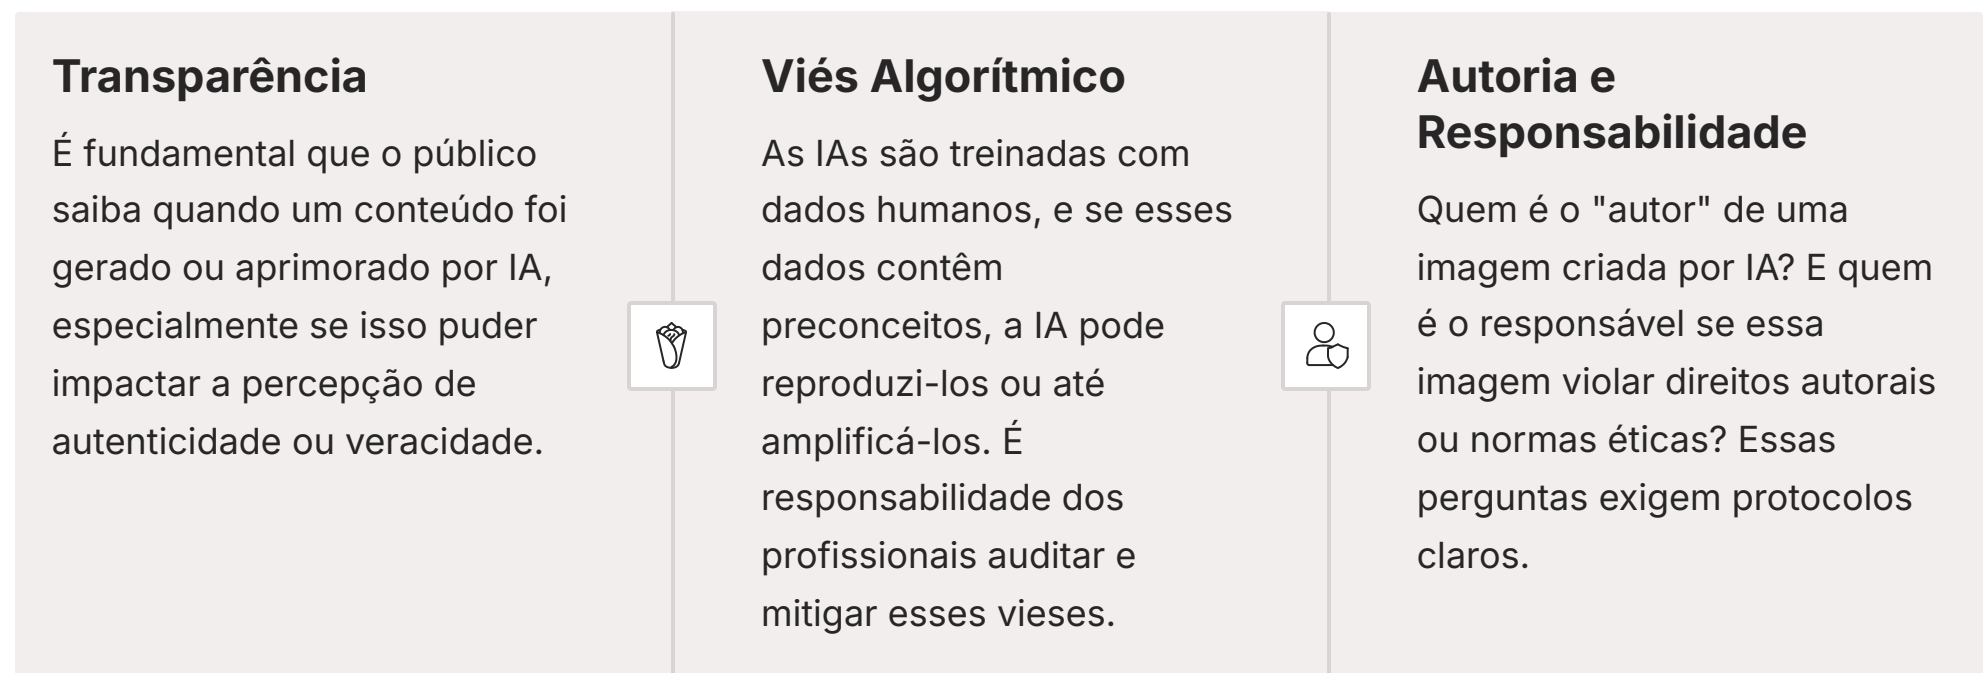 Transparência
É fundamental que o público
saiba quando um conteúdo foi
gerado ou aprimorado por IA,
especialmente se isso puder
impactar a percepção de
autenticidade ou veracidade.
Viés Algorítmico
As IAs são treinadas com
dados humanos, e se esses
dados contêm
preconceitos, a IA pode
reproduzi-los ou até
amplificá-los. É
responsabilidade dos
profissionais auditar e
mitigar esses vieses.
Autoria e
Responsabilidade
Quem é o "autor" de uma
imagem criada por IA? E quem
é o responsável se essa
imagem violar direitos autorais
ou normas éticas? Essas
perguntas exigem protocolos
claros.